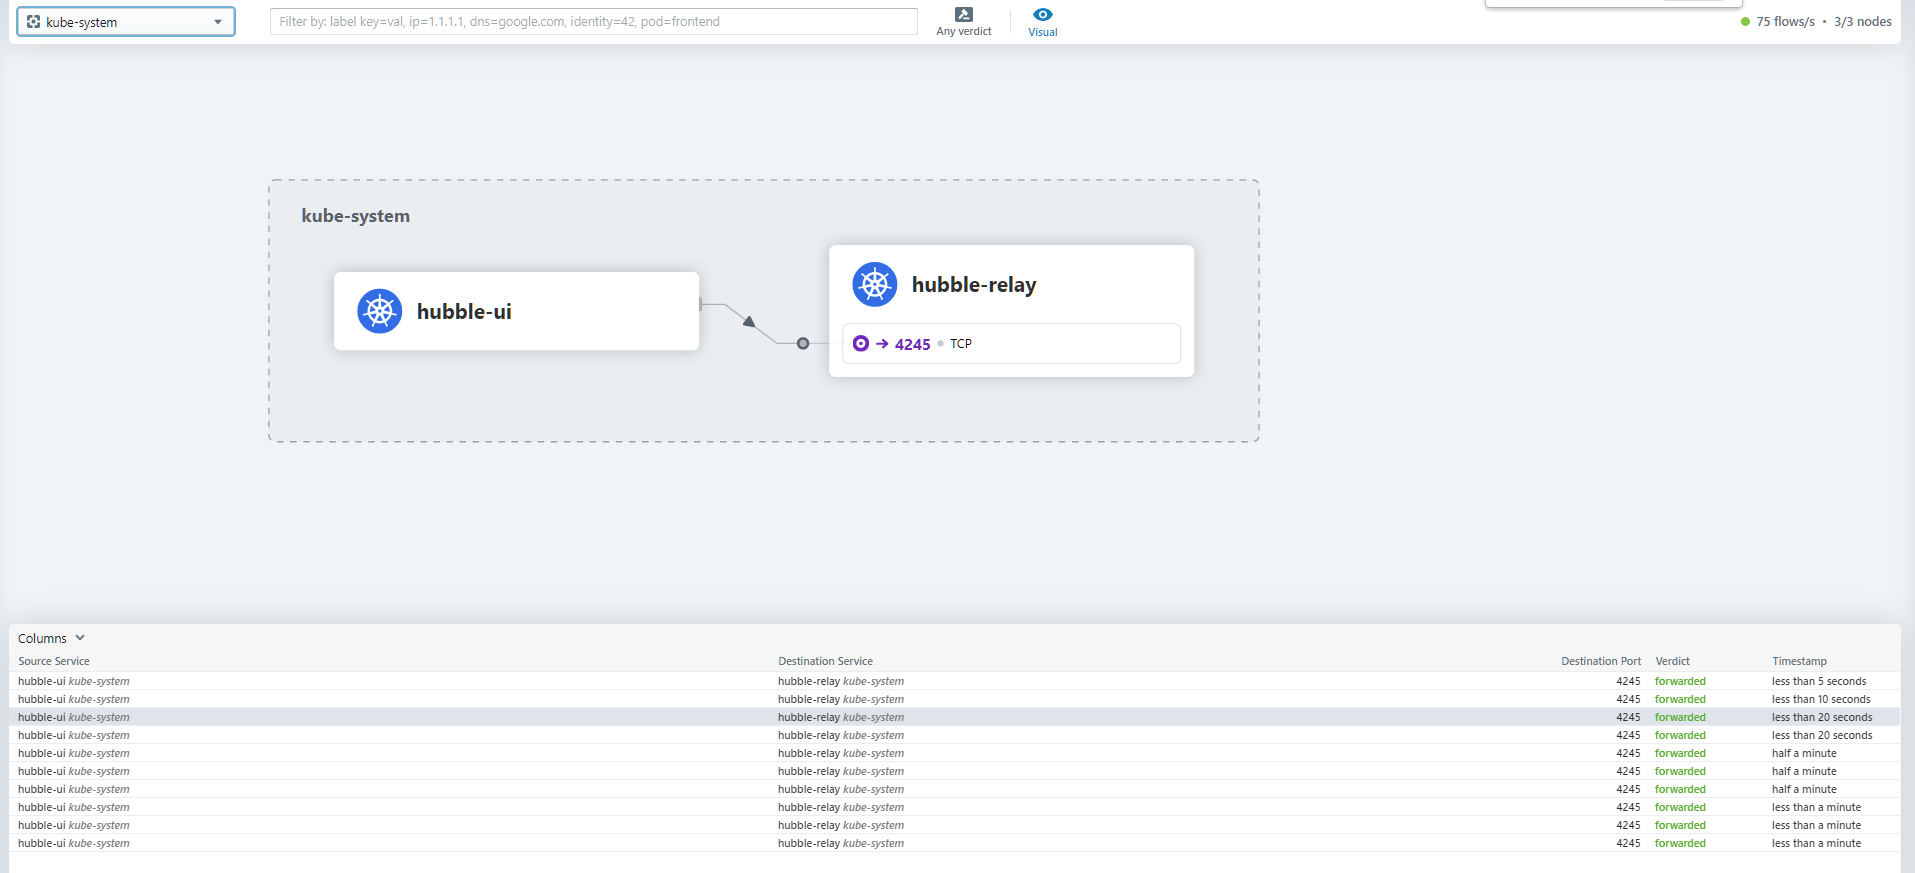 kube-system
Filter by: label key=val, ip=1.1.1.1, dns=google.com, identity=42, pod=frontend
Any verdict
Visual
75 flows/s • 3/3 nodes
kube-system
hubble-ui
hubble-relay
→ 4245 • TCP
Columns
Source Service Destination Service Destination Port Verdict Timestamp
hubble-ui kube-system hubble-relay kube-system 4245 forwarded less than 5 seconds
hubble-ui kube-system hubble-relay kube-system 4245 forwarded less than 10 seconds
hubble-ui kube-system hubble-relay kube-system 4245 forwarded less than 20 seconds
hubble-ui kube-system hubble-relay kube-system 4245 forwarded less than 20 seconds
hubble-ui kube-system hubble-relay kube-system 4245 forwarded half a minute
hubble-ui kube-system hubble-relay kube-system 4245 forwarded half a minute
hubble-ui kube-system hubble-relay kube-system 4245 forwarded half a minute
hubble-ui kube-system hubble-relay kube-system 4245 forwarded less than a minute
hubble-ui kube-system hubble-relay kube-system 4245 forwarded less than a minute
hubble-ui kube-system hubble-relay kube-system 4245 forwarded less than a minute